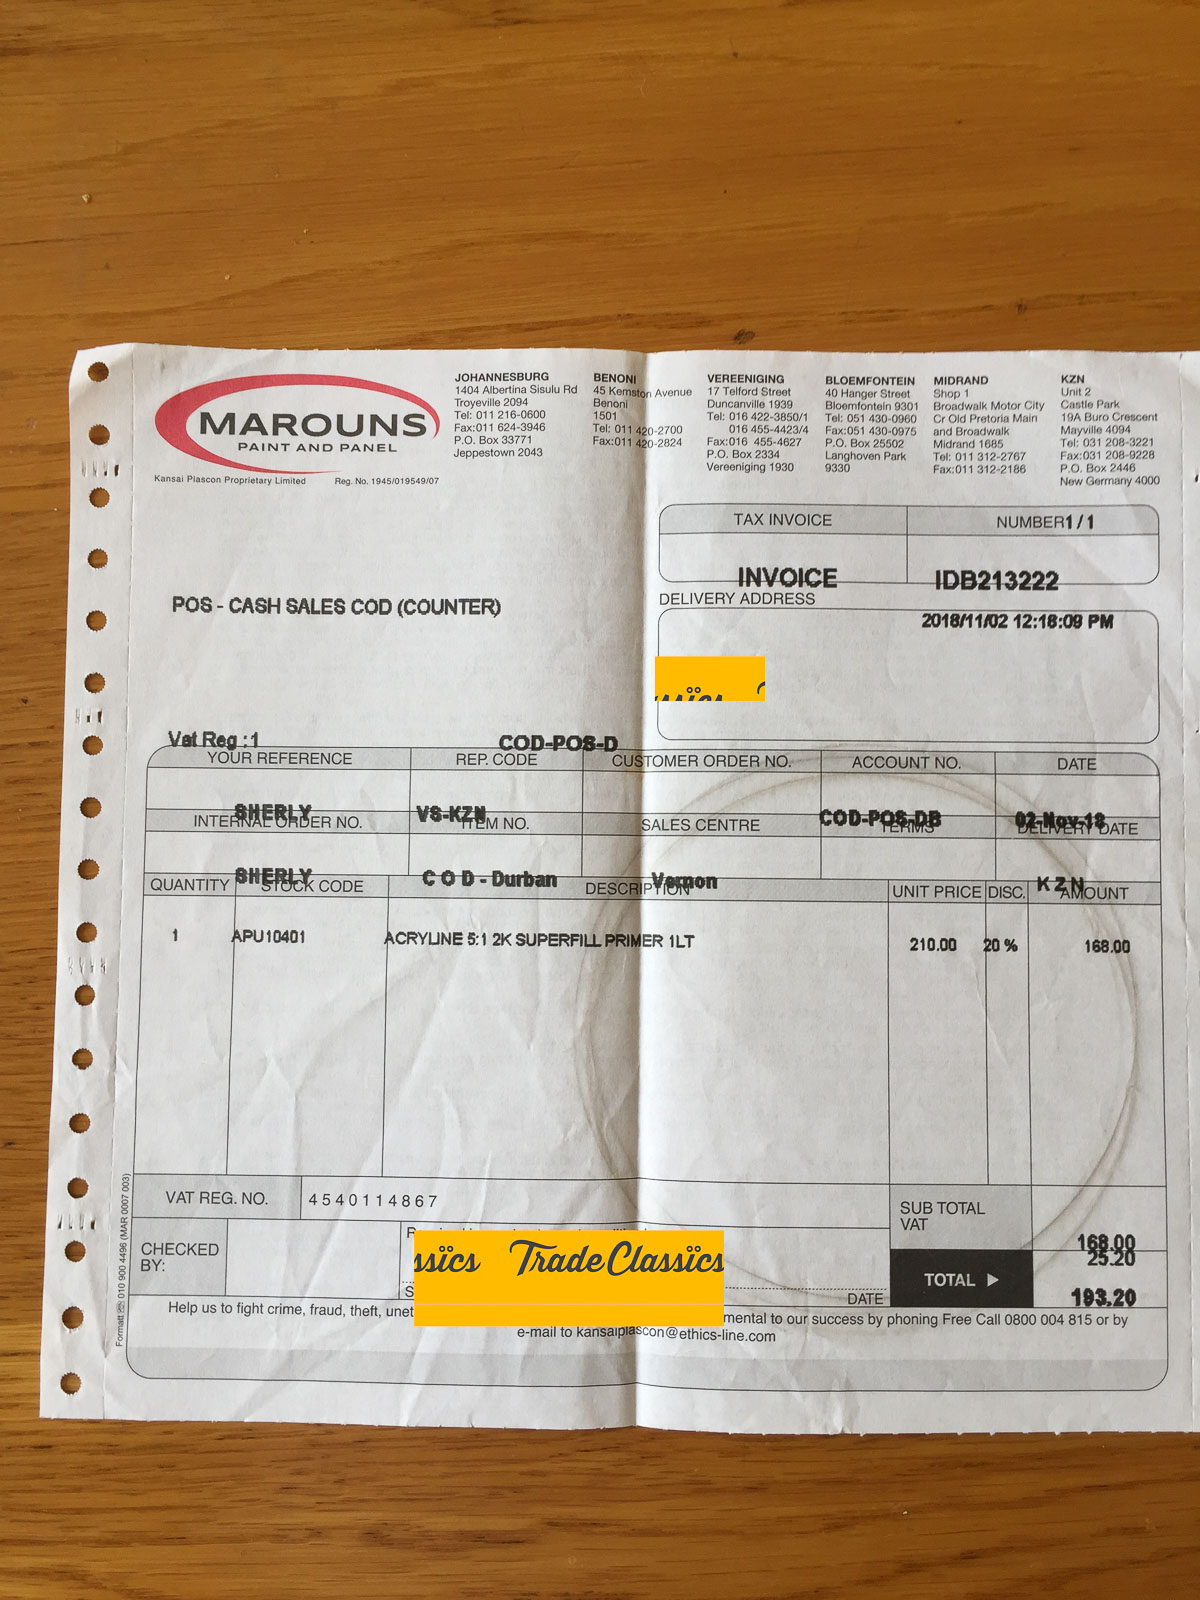 MAROUNS
PAINT AND PANEL
Kansai Plascon Proprietary Limited Reg. No. 1945/019549/07
JOHANNESBURG
1404 Albertina Sisulu Rd
Troyeville 2094
Tel: 011 216-0600
Fax:011 624-3946
P.O. Box 33771
Jeppestown 2043
BENONI
45 Kemston Avenue
Benoni
1501
Tel: 011 420-2700
Fax:011 420-2824
VEREENIGING
17 Telford Street
Duncanville 1939
Tel: 016 422-3850/1
016 455-4423/4
Fax:016 455-4627
P.O. Box 2334
Vereeniging 1930
BLOEMFONTEIN
40 Hanger Street
Bloemfontein 9301
Tel: 051 430-0960
Fax:051 430-0975
P.O. Box 25502
Langhoven Park
9330
MIDRAND
Shop 1
Broadwalk Motor City
Cr Old Pretoria Main
and Broadwalk
Midrand 1685
Tel: 011 312-2767
Fax:011 312-2186
KZN
Unit 2
Castle Park
19A Buro Crescent
Mayville 4094
Tel: 031 208-3221
Fax:031 208-9228
P.O. Box 2446
New Germany 4000
TAX INVOICE NUMBER 1 / 1
INVOICE IDB213222
POS - CASH SALES COD (COUNTER)
DELIVERY ADDRESS
2018/11/02 12:18:09 PM
Vat Reg :1 COD-POS-D
YOUR REFERENCE REP. CODE CUSTOMER ORDER NO. ACCOUNT NO. DATE
SHERLY VS-KZN COD-POS-DB 02-Nov-18
INTERNAL ORDER NO. ITEM NO. SALES CENTRE TERMS DELIVERY DATE
SHERLY C O D - Durban Vernon K Z N
QUANTITY STOCK CODE DESCRIPTION UNIT PRICE DISC. AMOUNT
1 APU10401 ACRYLINE 5:1 2K SUPERFILL PRIMER 1LT 210.00 20 % 168.00
VAT REG. NO. 4540114867
SUB TOTAL 168.00
VAT 25.20
TOTAL 193.20
CHECKED
BY:
DATE
Trade Classïcs
Help us to fight crime, fraud, theft, mental to our success by phoning Free Call 0800 004 815 or by
e-mail to kansaiplascon@ethics-line.com
Formatt ☏ 010 900 4496 (MAR 0007 003)